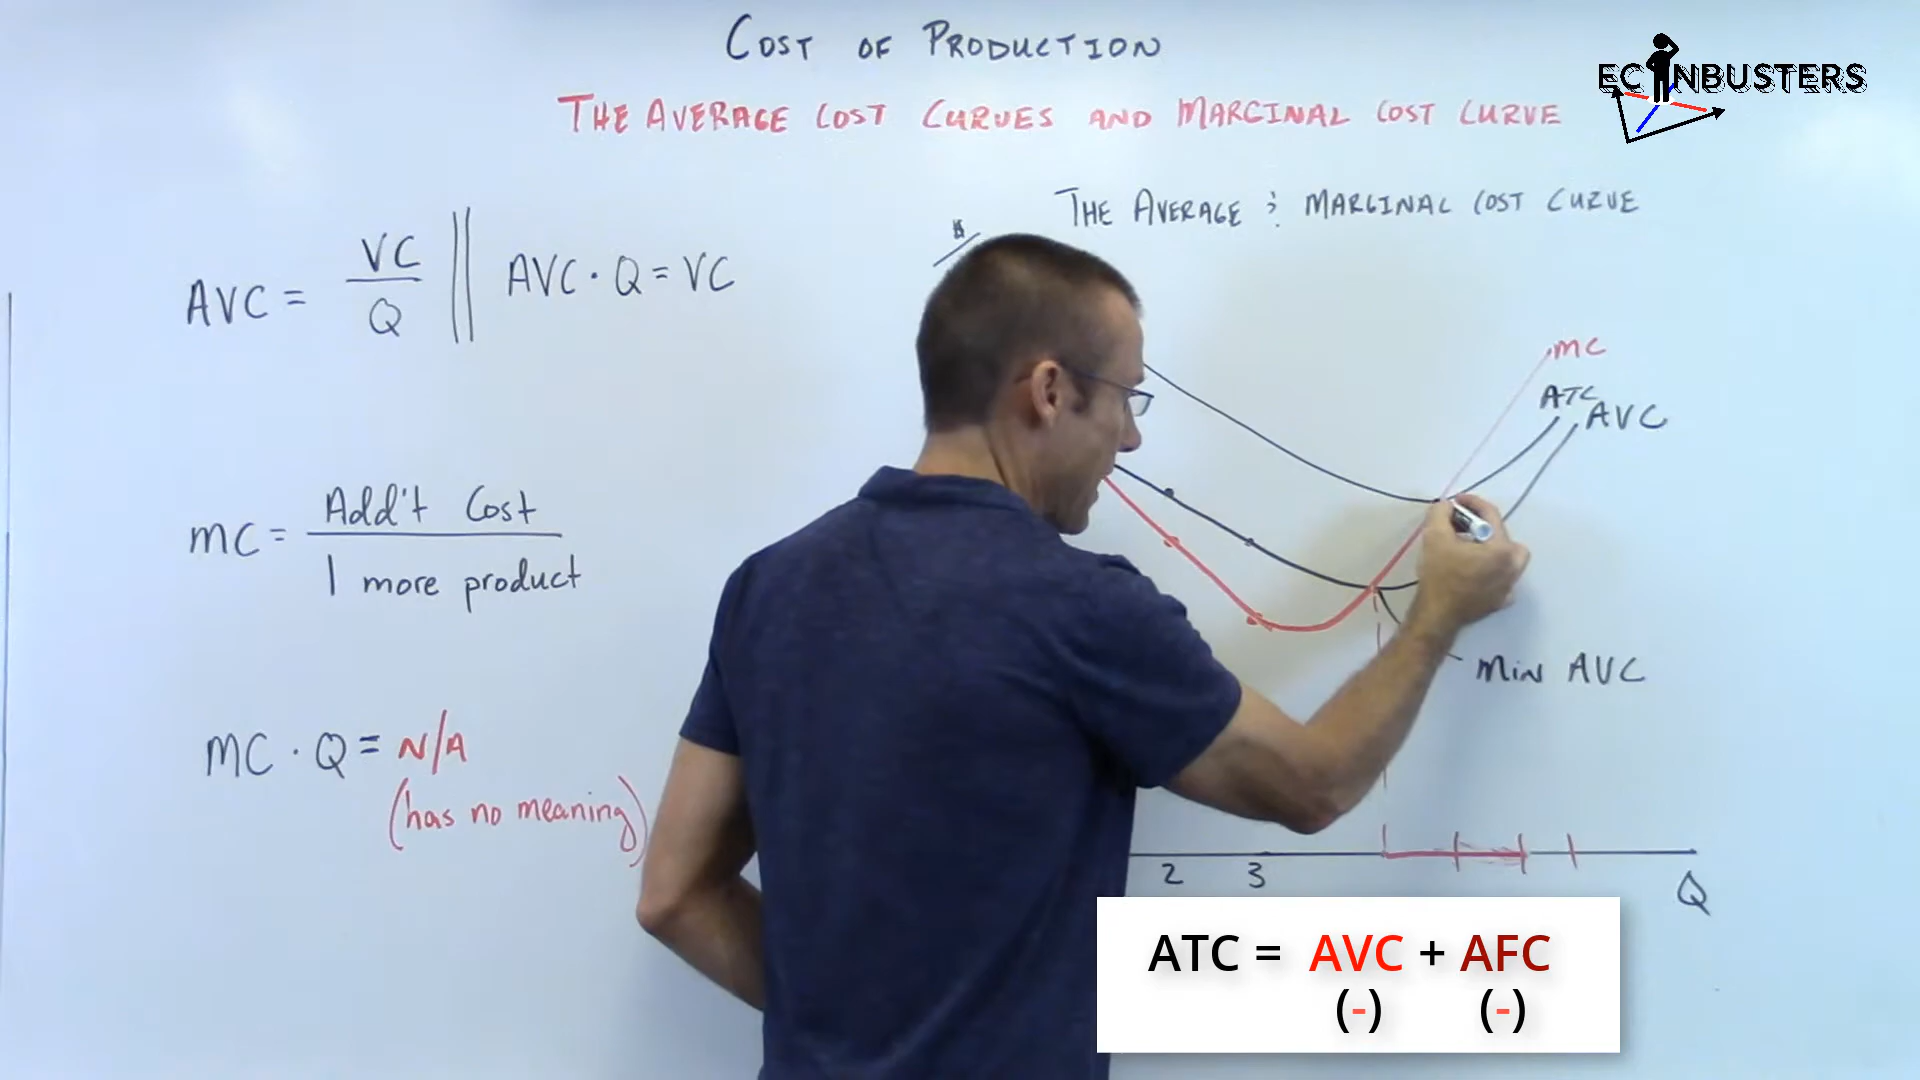 COST OF PRODUCTION
THE AVERAGE COST CURVES AND MARGINAL COST CURVE
ECONBUSTERS
THE AVERAGE & MARGINAL COST CURVE
$
AVC = VC / Q || AVC · Q = VC
MC
ATC
AVC
MC = Add't Cost / 1 more product
Min AVC
MC · Q = N/A
(has no meaning)
2 3
Q
ATC = AVC + AFC
(-) (-)